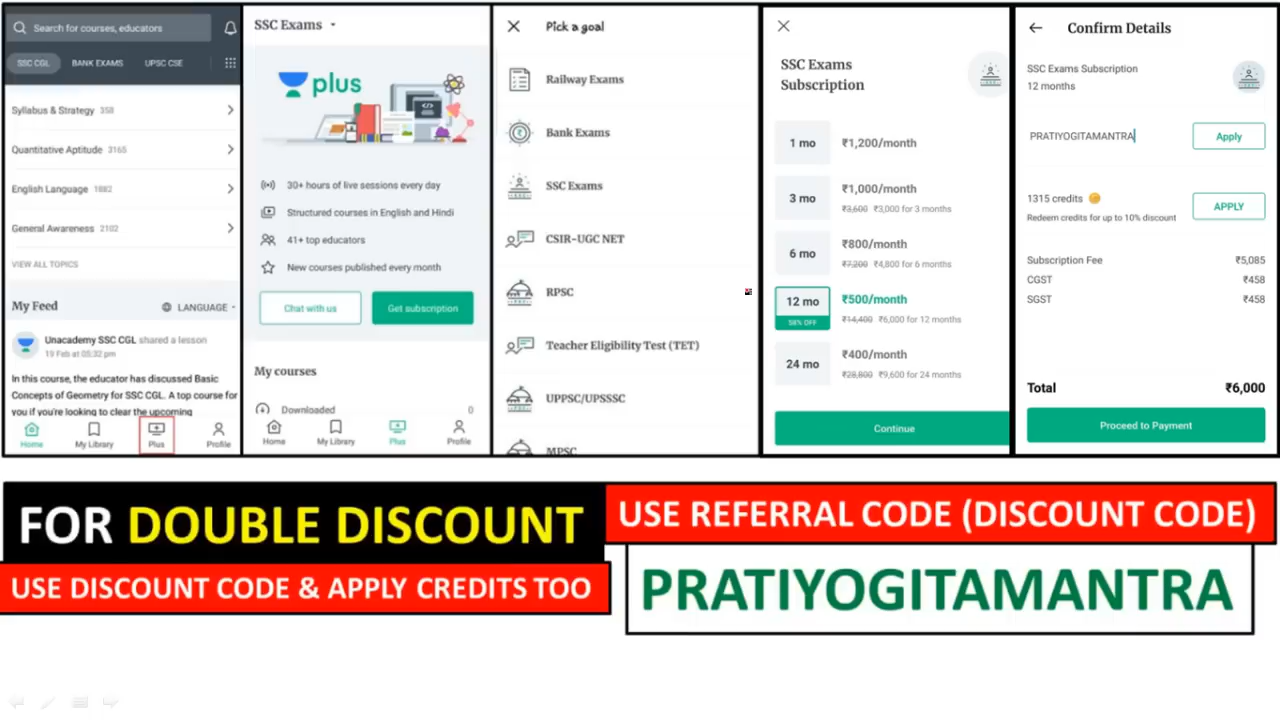 Search for courses, educators
SSC CGL BANK EXAMS UPSC CSE
Syllabus & Strategy 358
Quantitative Aptitude 3165
English Language 1882
General Awareness 2102
VIEW ALL TOPICS
My Feed LANGUAGE
Unacademy SSC CGL shared a lesson
19 Feb at 05:32 pm
In this course, the educator has discussed Basic
Concepts of Geometry for SSC CGL. A top course for
you if you're looking to clear the upcoming
Home My Library Plus Profile
SSC Exams
plus
30+ hours of live sessions every day
Structured courses in English and Hindi
41+ top educators
New courses published every month
Chat with us Get subscription
My courses
Downloaded 0
Home My Library Plus Profile
Pick a goal
Railway Exams
Bank Exams
SSC Exams
CSIR-UGC NET
RPSC
Teacher Eligibility Test (TET)
UPPSC/UPSSSC
MPSC
SSC Exams
Subscription
1 mo ₹1,200/month
3 mo ₹1,000/month
₹3,600 ₹3,000 for 3 months
6 mo ₹800/month
₹7,200 ₹4,800 for 6 months
12 mo ₹500/month
58% OFF ₹14,400 ₹6,000 for 12 months
24 mo ₹400/month
₹28,800 ₹9,600 for 24 months
Continue
Confirm Details
SSC Exams Subscription
12 months
PRATIYOGITAMANTRA Apply
1315 credits APPLY
Redeem credits for up to 10% discount
Subscription Fee ₹5,085
CGST ₹458
SGST ₹458
Total ₹6,000
Proceed to Payment
FOR DOUBLE DISCOUNT
USE DISCOUNT CODE & APPLY CREDITS TOO
USE REFERRAL CODE (DISCOUNT CODE)
PRATIYOGITAMANTRA